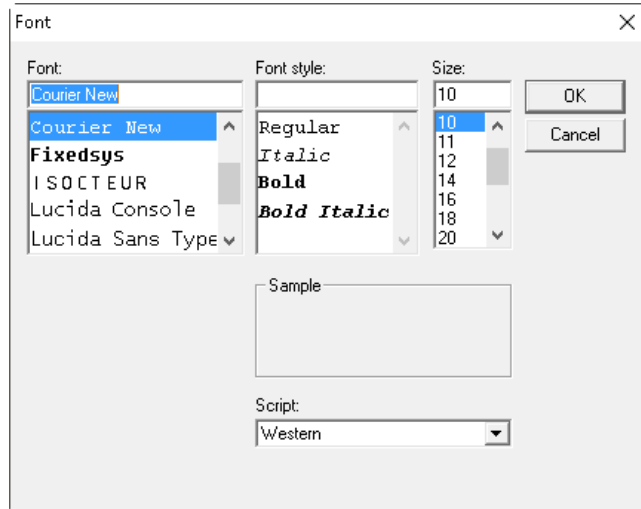 Font
Font:
Courier New
Courier New
Fixedsys
ISOCTEUR
Lucida Console
Lucida Sans Type
Font style:
Regular
Italic
Bold
Bold Italic
Size:
10
10
11
12
14
16
18
20
OK
Cancel
Sample
Script:
Western